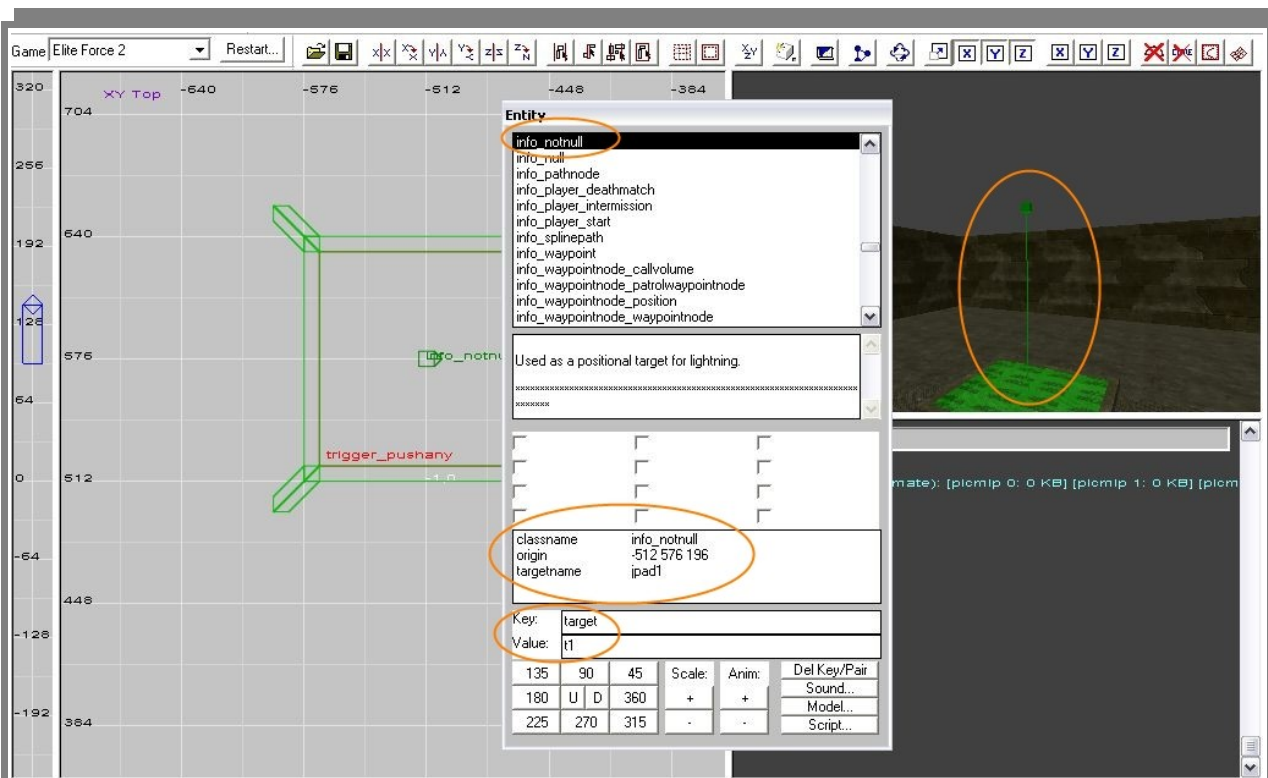 Game Elite Force 2 Restart...
x|x y|A z|s
XY Top
-640 -576 -512 -448 -384
320
256
192
128
64
0
-64
-128
-192
704
640
576
512
448
384
info_notnu
trigger_pushany
-1,0
Entity
info_notnull
info_null
info_pathnode
info_player_deathmatch
info_player_intermission
info_player_start
info_splinepath
info_waypoint
info_waypointnode_callvolume
info_waypointnode_patrolwaypointnode
info_waypointnode_position
info_waypointnode_waypointnode
Used as a positional target for lightning.
classname info_notnull
origin -512 576 196
targetname jpad1
Key: target
Value: t1
135 90 45 Scale: Anim: Del Key/Pair
180 U D 360 + + Sound...
225 270 315 - - Model...
Script...
X Y Z X Y Z
mate): [picmip 0: 0 KB] [picmip 1: 0 KB] [picm